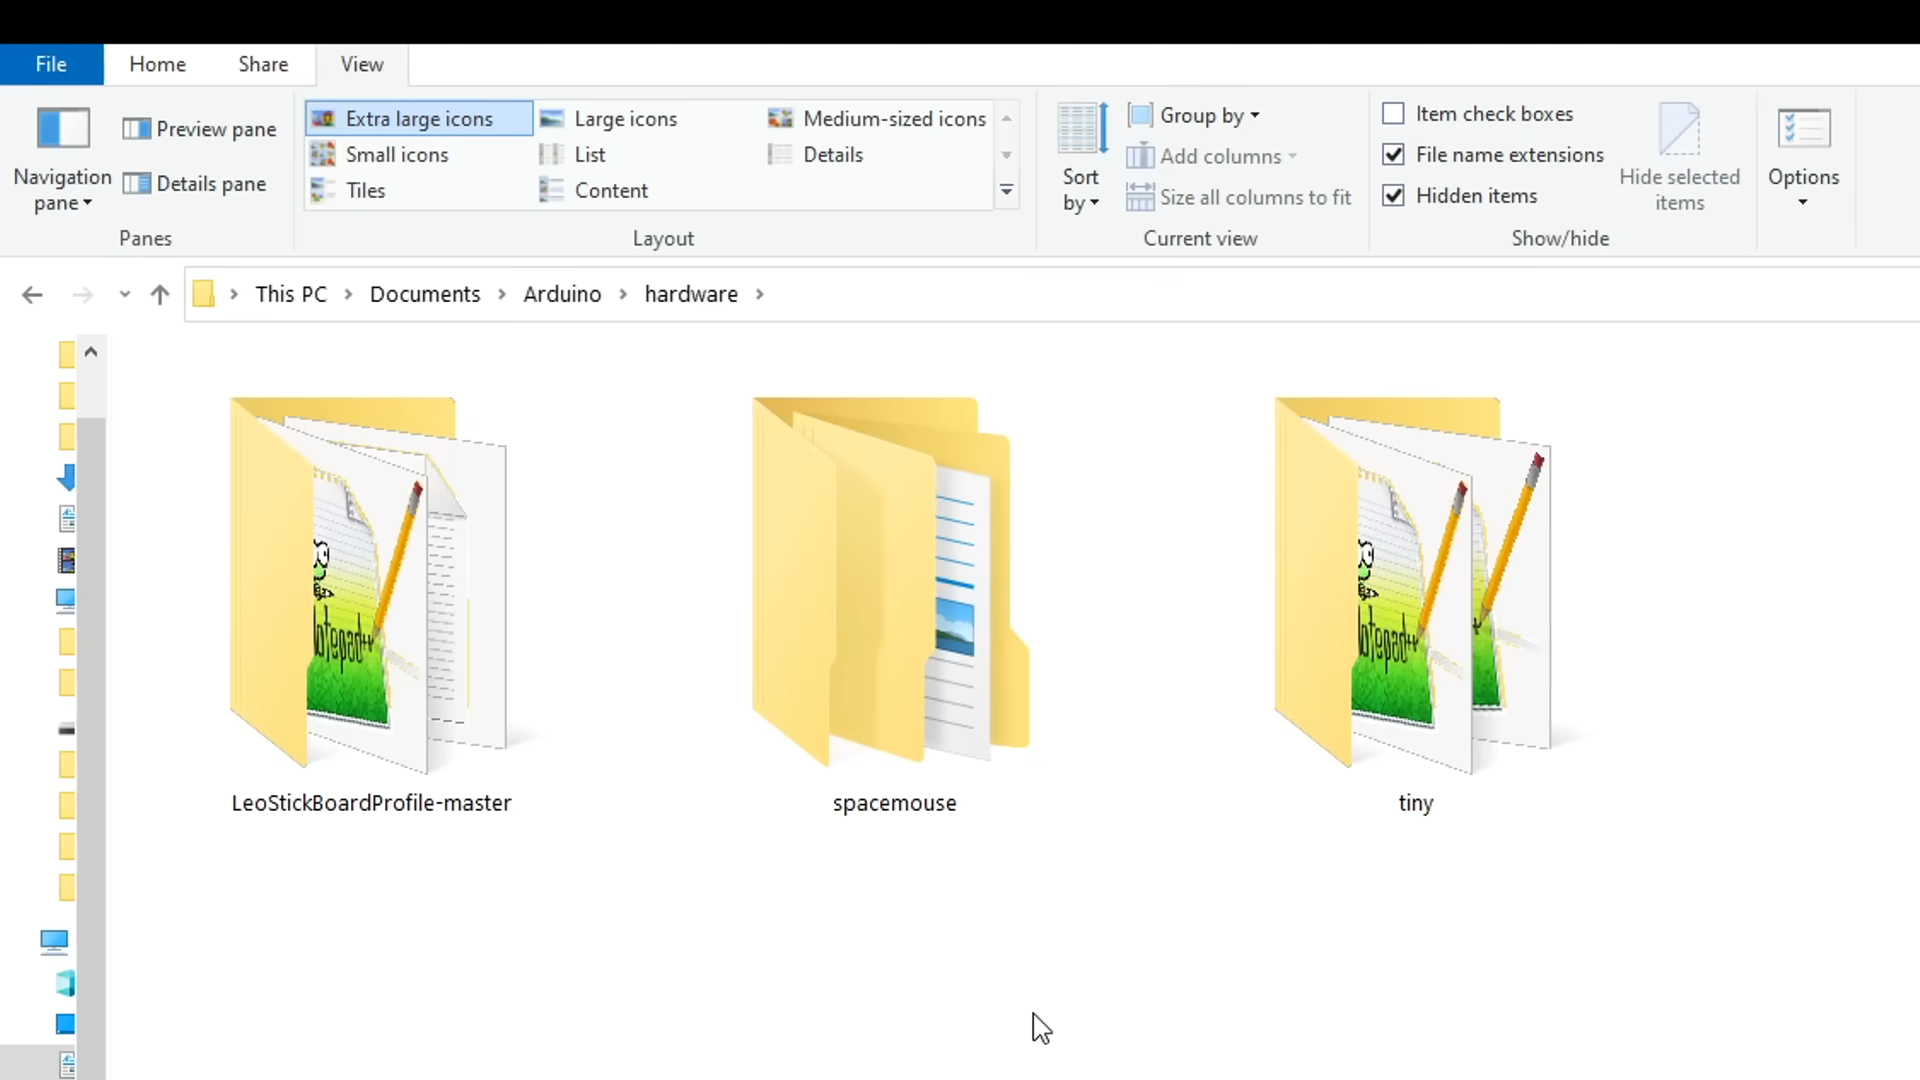 File Home Share View
Navigation pane
Preview pane
Details pane
Panes
Extra large icons Large icons Medium-sized icons
Small icons List Details
Tiles Content
Layout
Sort by
Group by
Add columns
Size all columns to fit
Current view
Item check boxes
File name extensions
Hidden items
Hide selected items
Show/hide
Options
This PC Documents Arduino hardware
LeoStickBoardProfile-master spacemouse tiny